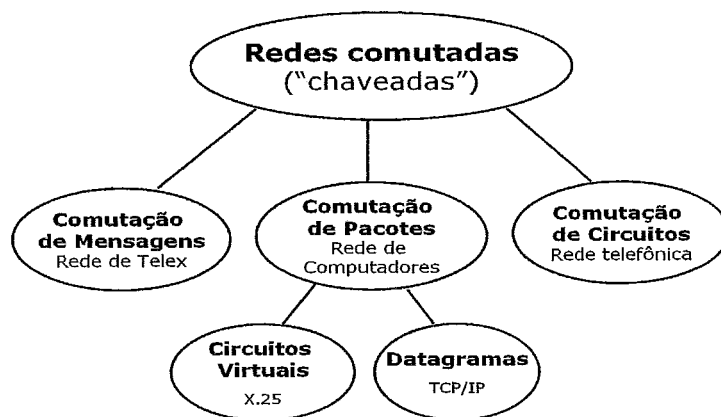 Redes comutadas
("chaveadas")
Comutação
de Mensagens
Rede de Telex
Comutação
de Pacotes
Rede de
Computadores
Comutação
de Circuitos
Rede telefônica
Circuitos
Virtuais
X.25
Datagramas
TCP/IP